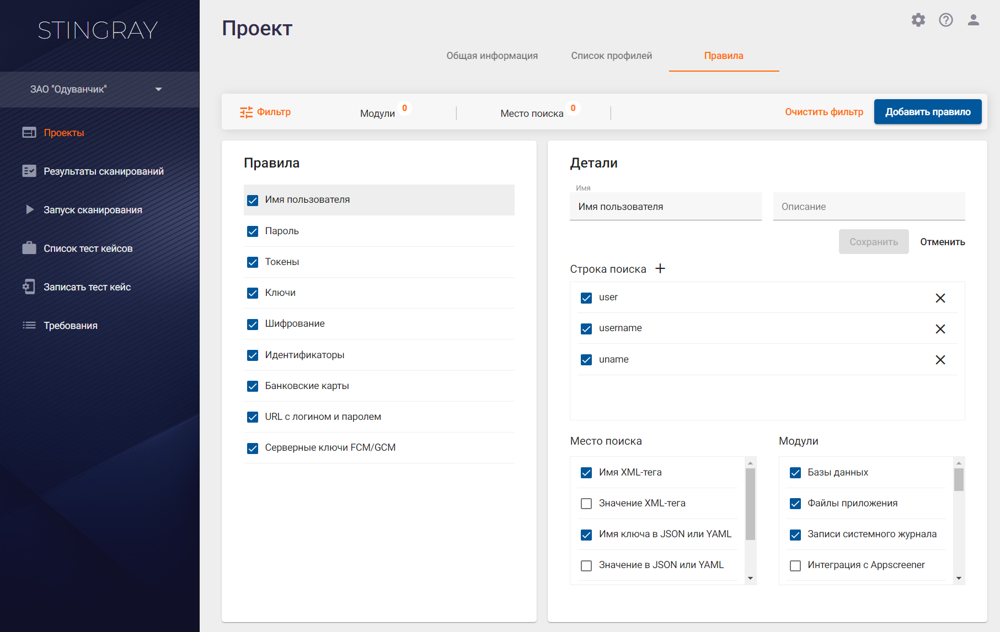 STINGRAY
ЗАО "Одуванчик"
Проекты
Результаты сканирований
Запуск сканирования
Список тест кейсов
Записать тест кейс
Требования
Проект
Общая информация
Список профилей
Правила
Фильтр
Модули 0
Место поиска 0
Очистить фильтр
Добавить правило
Правила
Имя пользователя
Пароль
Токены
Ключи
Шифрование
Идентификаторы
Банковские карты
URL с логином и паролем
Серверные ключи FCM/GCM
Детали
Имя
Имя пользователя
Описание
Сохранить
Отменить
Строка поиска
user
username
uname
Место поиска
Имя XML-тега
Значение XML-тега
Имя ключа в JSON или YAML
Значение в JSON или YAML
Модули
Базы данных
Файлы приложения
Записи системного журнала
Интеграция с Appscreener